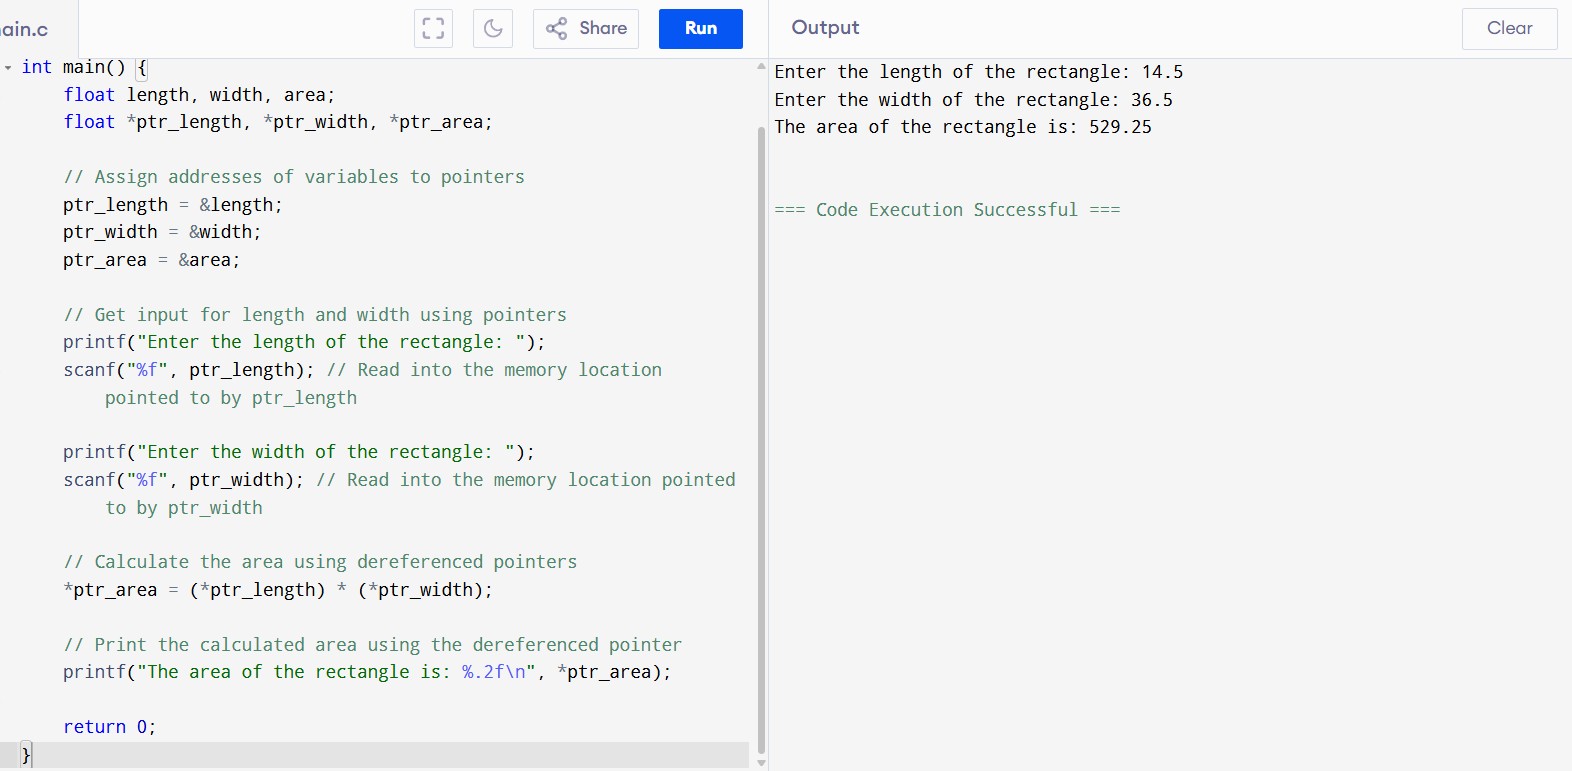 ain.c
Share
Run
Output
Clear
int main() {
float length, width, area;
float *ptr_length, *ptr_width, *ptr_area;
// Assign addresses of variables to pointers
ptr_length = &length;
ptr_width = &width;
ptr_area = &area;
// Get input for length and width using pointers
printf("Enter the length of the rectangle: ");
scanf("%f", ptr_length); // Read into the memory location
pointed to by ptr_length
printf("Enter the width of the rectangle: ");
scanf("%f", ptr_width); // Read into the memory location pointed
to by ptr_width
// Calculate the area using dereferenced pointers
*ptr_area = (*ptr_length) * (*ptr_width);
// Print the calculated area using the dereferenced pointer
printf("The area of the rectangle is: %.2f\n", *ptr_area);
return 0;
}
Enter the length of the rectangle: 14.5
Enter the width of the rectangle: 36.5
The area of the rectangle is: 529.25
=== Code Execution Successful ===